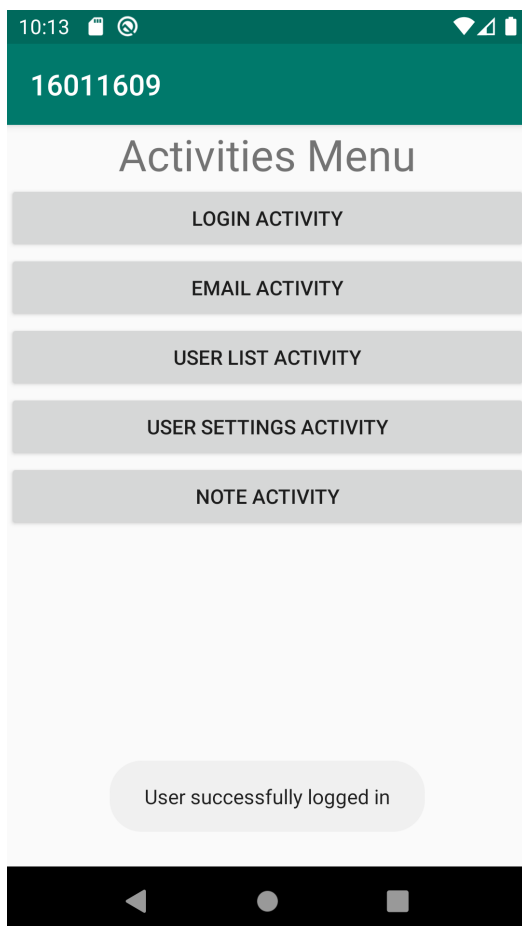 10:13
16011609
Activities Menu
LOGIN ACTIVITY
EMAIL ACTIVITY
USER LIST ACTIVITY
USER SETTINGS ACTIVITY
NOTE ACTIVITY
User successfully logged in